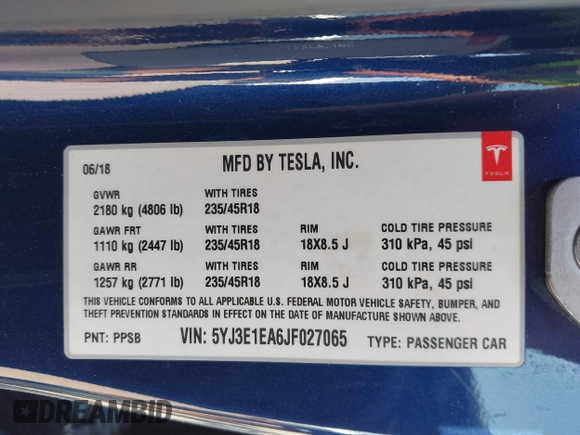 TESLA, INC
06/18 MFD BY TESLA, INC.
TESLA
GVWR WITH TIRES
2180 kg (4806 lb) 235/45R18
GAWR FRT WITH TIRES RIM COLD TIRE PRESSURE
1110 kg (2447 lb) 235/45R18 18X8.5 J 310 kPa, 45 psi
GAWR RR WITH TIRES RIM COLD TIRE PRESSURE
1257 kg (2771 lb) 235/45R18 18X8.5 J 310 kPa, 45 psi
THIS VEHICLE CONFORMS TO ALL APPLICABLE U.S. FEDERAL MOTOR VEHICLE SAFETY, BUMPER, AND
THEFT PREVENTION STANDARDS IN EFFECT ON THE DATE OF MANUFACTURE SHOWN ABOVE.
PNT: PPSB VIN: 5YJ3E1EA6JF027065 TYPE: PASSENGER CAR
DREAMBID